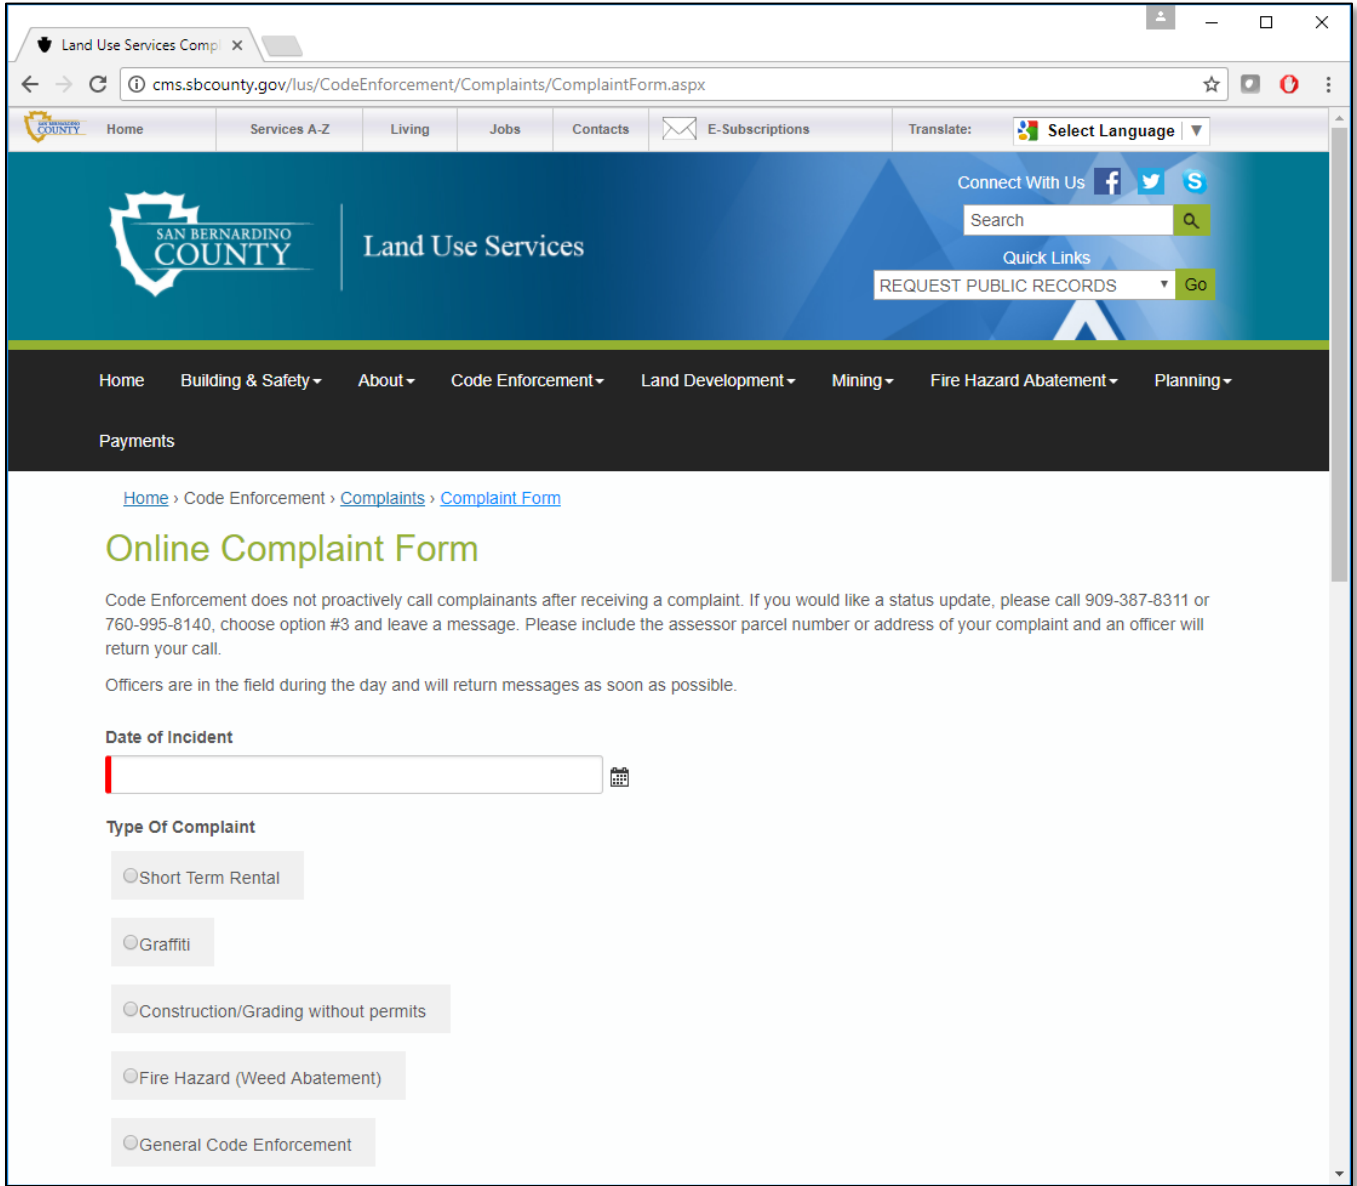 Land Use Services Compl
cms.sbcounty.gov/lus/CodeEnforcement/Complaints/ComplaintForm.aspx
SAN BERNARDINO
COUNTY
Home Services A-Z Living Jobs Contacts E-Subscriptions Translate: Select Language
Connect With Us
Search
SAN BERNARDINO
COUNTY
Land Use Services
Quick Links
REQUEST PUBLIC RECORDS Go
Home Building & Safety About Code Enforcement Land Development Mining Fire Hazard Abatement Planning
Payments
Home › Code Enforcement › Complaints › Complaint Form
Online Complaint Form
Code Enforcement does not proactively call complainants after receiving a complaint. If you would like a status update, please call 909-387-8311 or
760-995-8140, choose option #3 and leave a message. Please include the assessor parcel number or address of your complaint and an officer will
return your call.
Officers are in the field during the day and will return messages as soon as possible.
Date of Incident
Type Of Complaint
Short Term Rental
Graffiti
Construction/Grading without permits
Fire Hazard (Weed Abatement)
General Code Enforcement